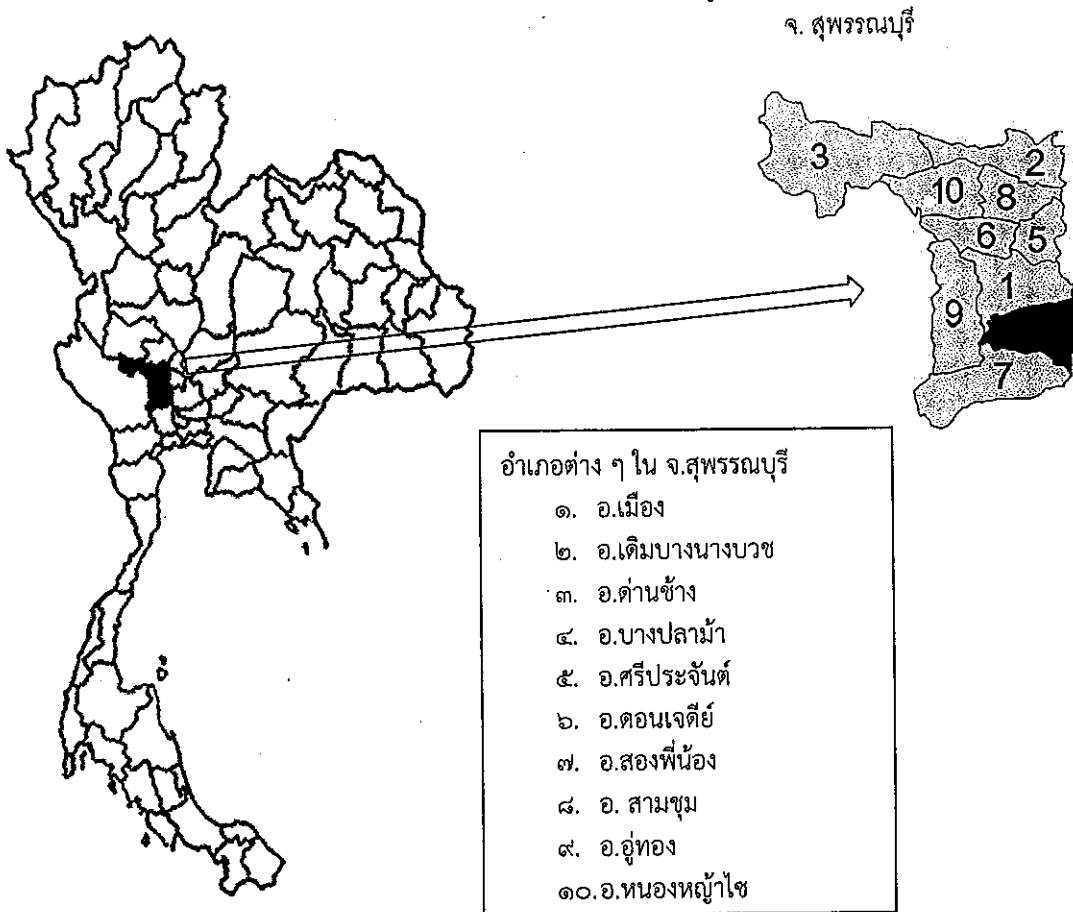 จ. สุพรรณบุรี
3
2
10
8
6
5
1
9
7
อำเภอต่าง ๆ ใน จ.สุพรรณบุรี
๑. อ.เมือง
๒. อ.เดิมบางนางบวช
๓. อ.ด่านช้าง
๔. อ.บางปลาม้า
๕. อ.ศรีประจันต์
๖. อ.ดอนเจดีย์
๗. อ.สองพี่น้อง
๘. อ. สามชุม
๙. อ.อู่ทอง
๑๐.อ.หนองหญ้าไซ